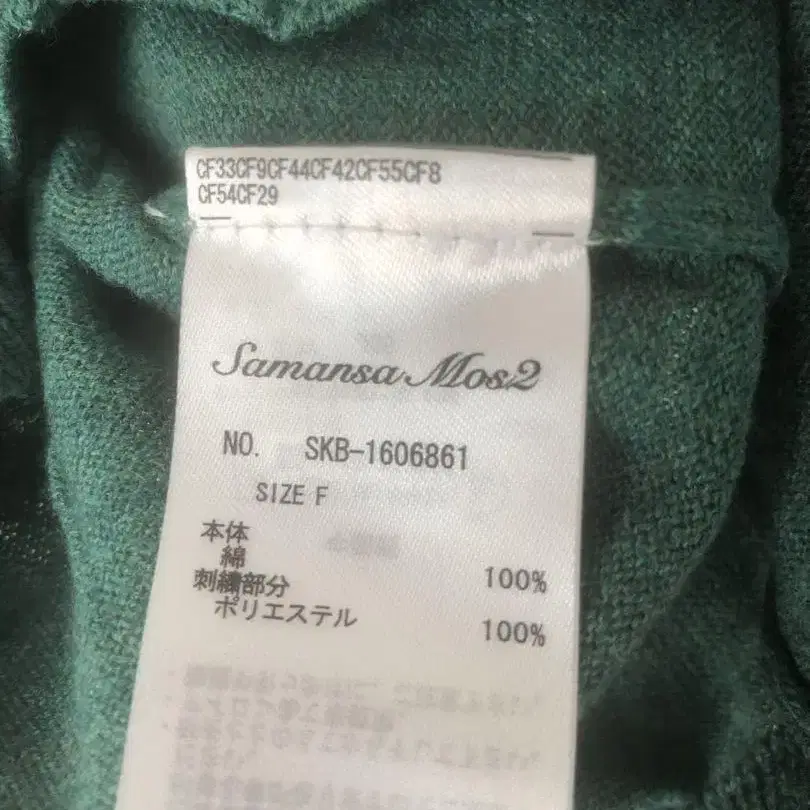 CF33CF9CF44CF42CF55CF8
CF54CF29
Samansa Mos2
NO. SKB-1606861
SIZE F
本体
綿 100%
刺繍部分
ポリエステル 100%